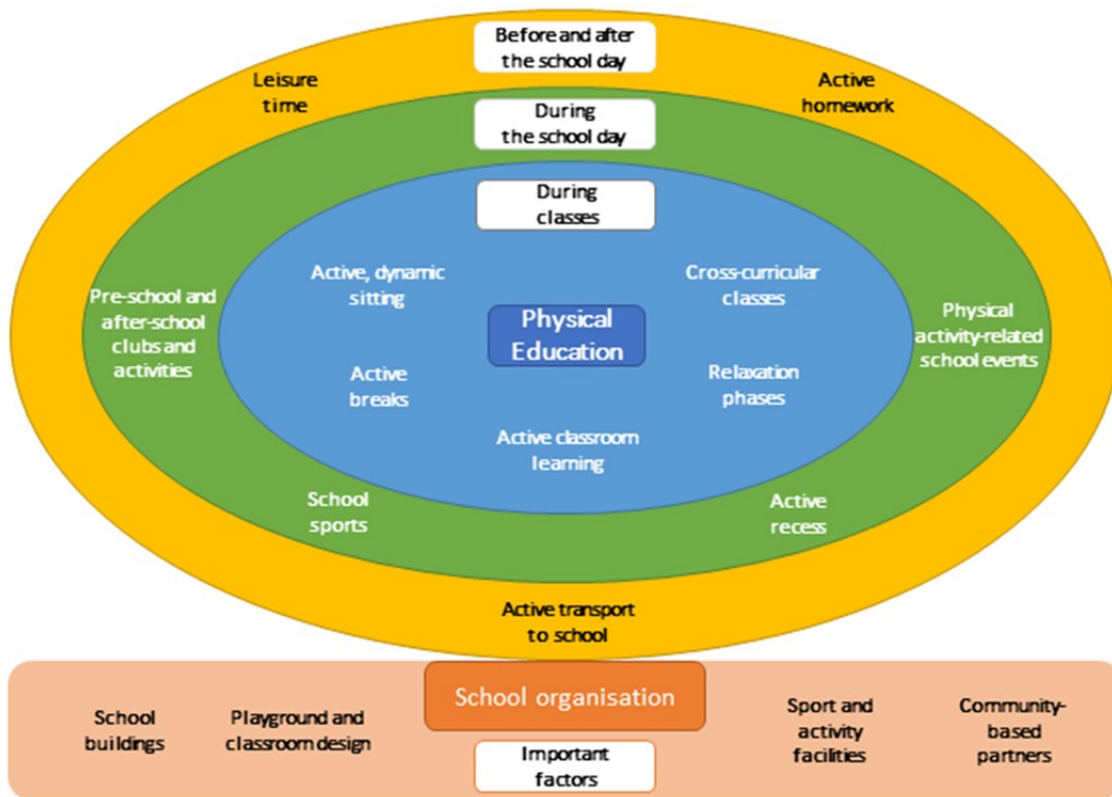 Before and after
the school day
Leisure
time
Active
homework
During
the school day
During
classes
Active, dynamic
sitting
Cross-curricular
classes
Pre-school and
after-school
clubs and
activities
Physical
Education
Physical
activity-related
school events
Active
breaks
Relaxation
phases
Active classroom
learning
School
sports
Active
recess
Active transport
to school
School organisation
School
buildings
Playground and
classroom design
Important
factors
Sport and
activity
facilities
Community-
based
partners